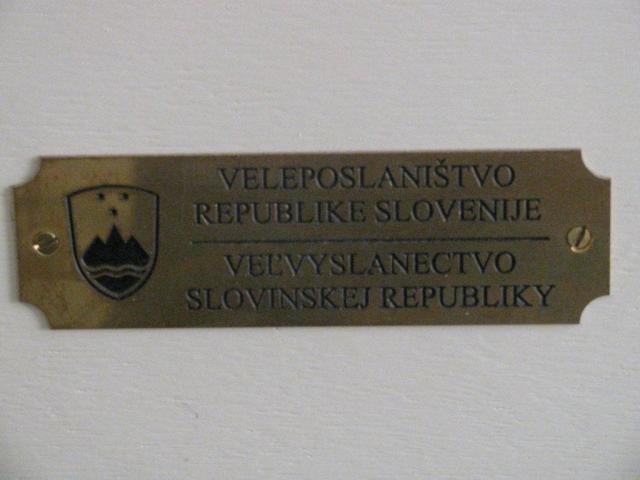 VELEPOSLANIŠTVO
REPUBLIKE SLOVENIJE
VEĽVYSLANECTVO
SLOVINSKEJ REPUBLIKY